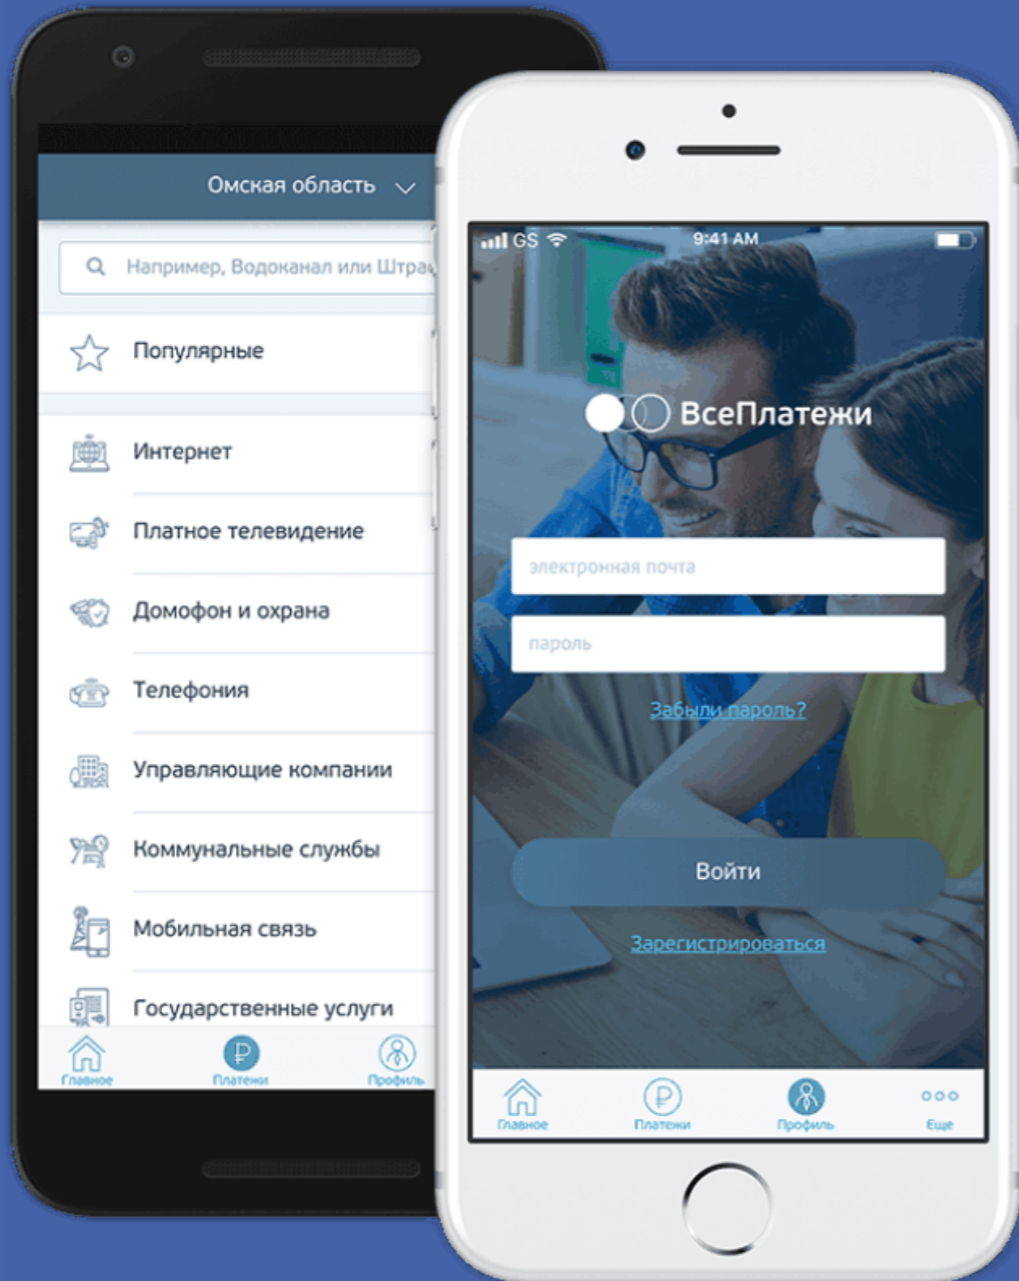 Омская область
Например, Водоканал или
Популярные
Интернет
Платное телевидение
Домофон и охрана
Телефония
Управляющие компании
Коммунальные службы
Мобильная связь
Государственные услуги
Главное
Платежи
Профиль
GS
9:41 AM
ВсеПлатежи
электронная почта
пароль
Забыли пароль?
Войти
Зарегистрироваться
Главное
Платежи
Профиль
Еще